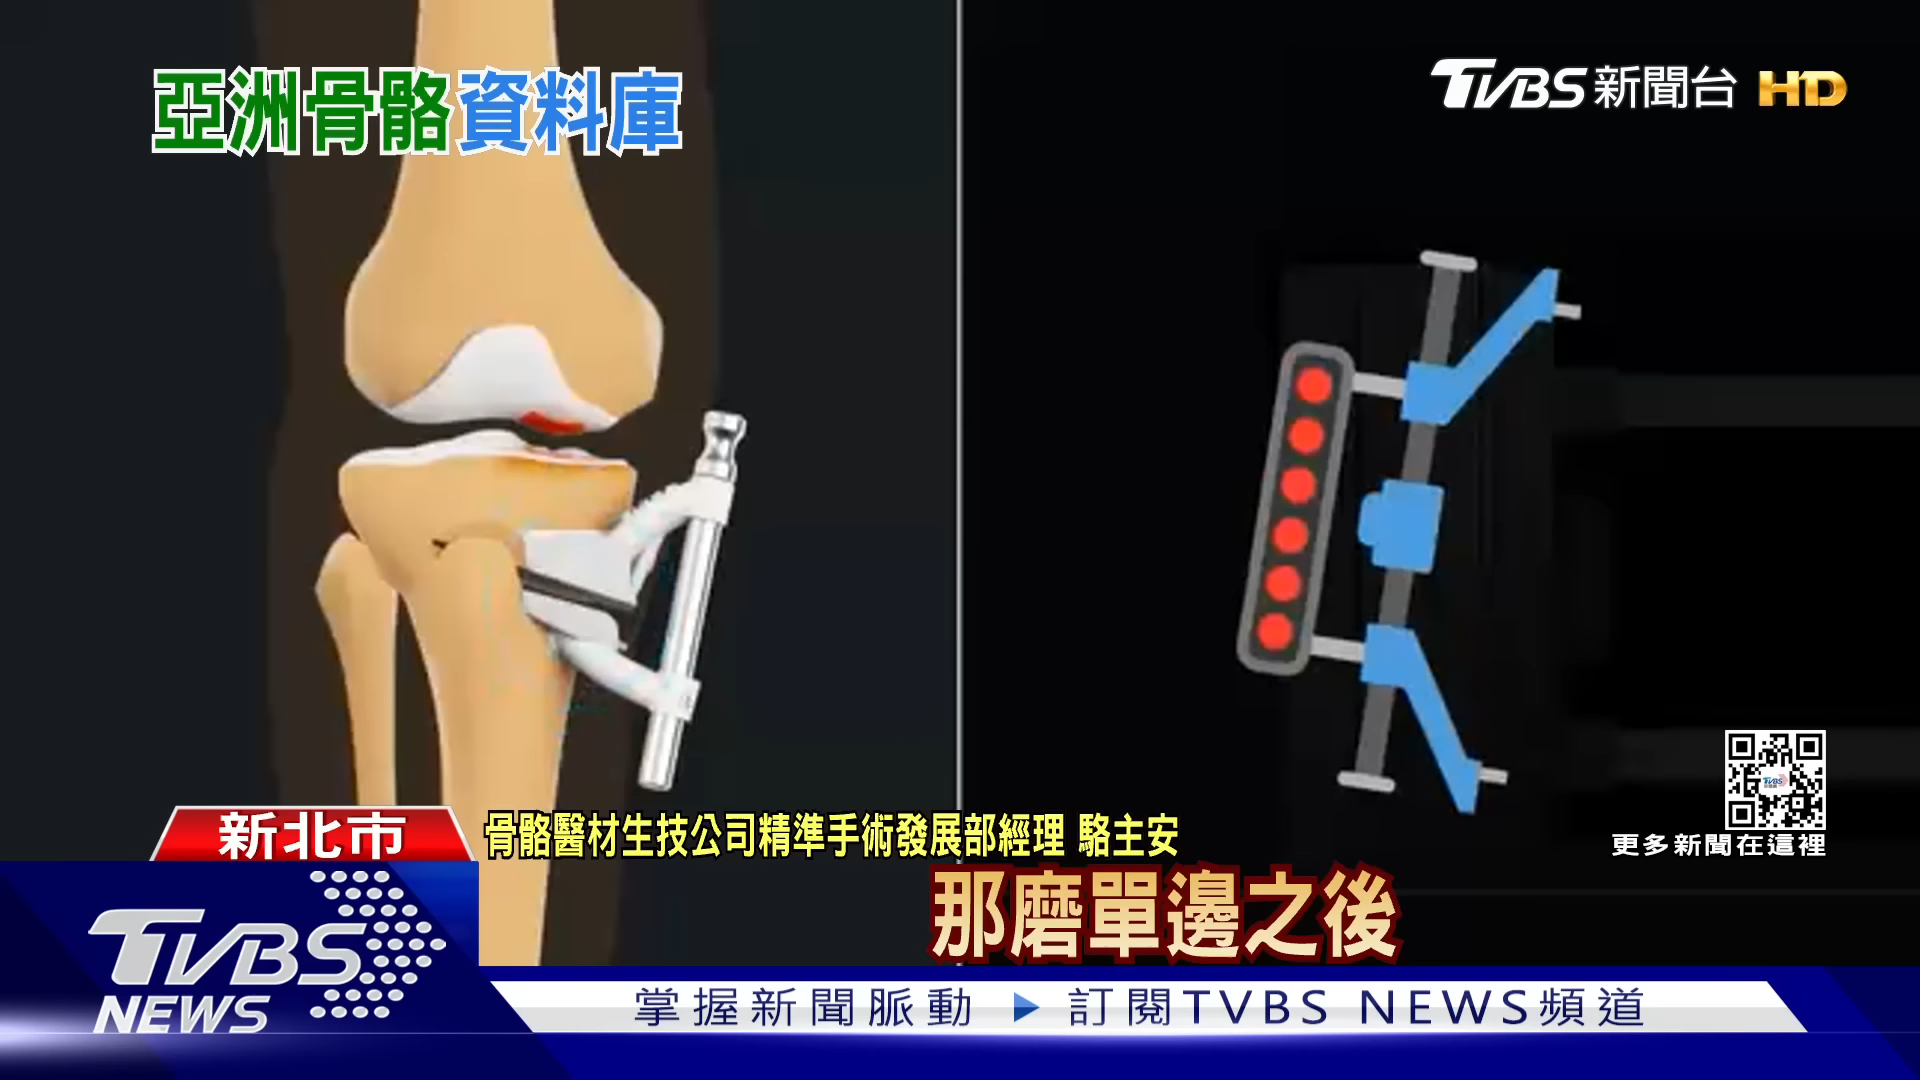 亞洲骨骼資料庫
TVBS新聞台 HD
更多新聞在這裡
新北市
骨骼醫材生技公司精準手術發展部經理 駱主安
那磨單邊之後
TVBS
NEWS
掌握新聞脈動 ▶ 訂閱TVBS NEWS頻道